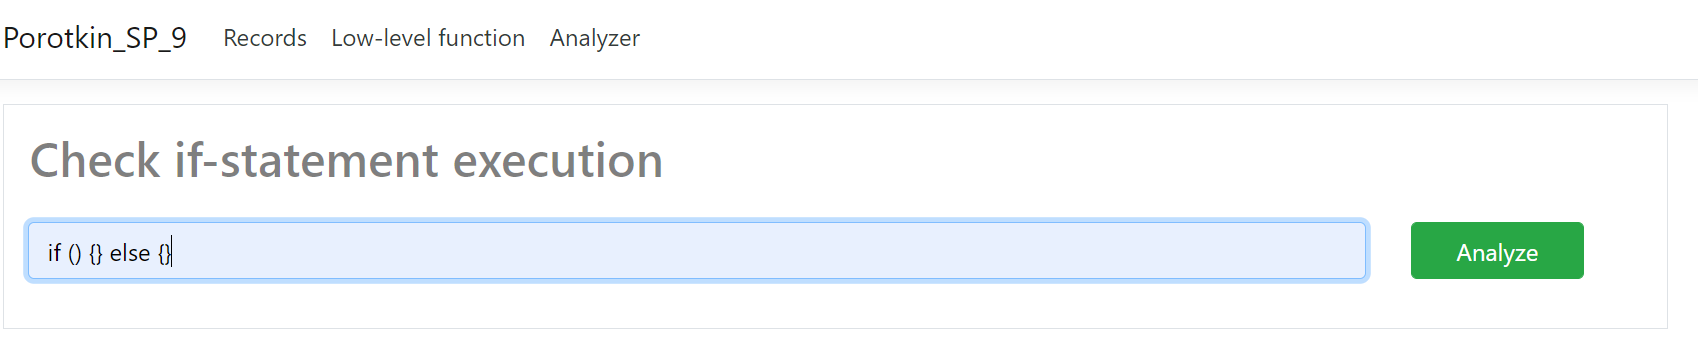 Porotkin_SP_9 Records Low-level function Analyzer
Check if-statement execution
if () {} else {} Analyze